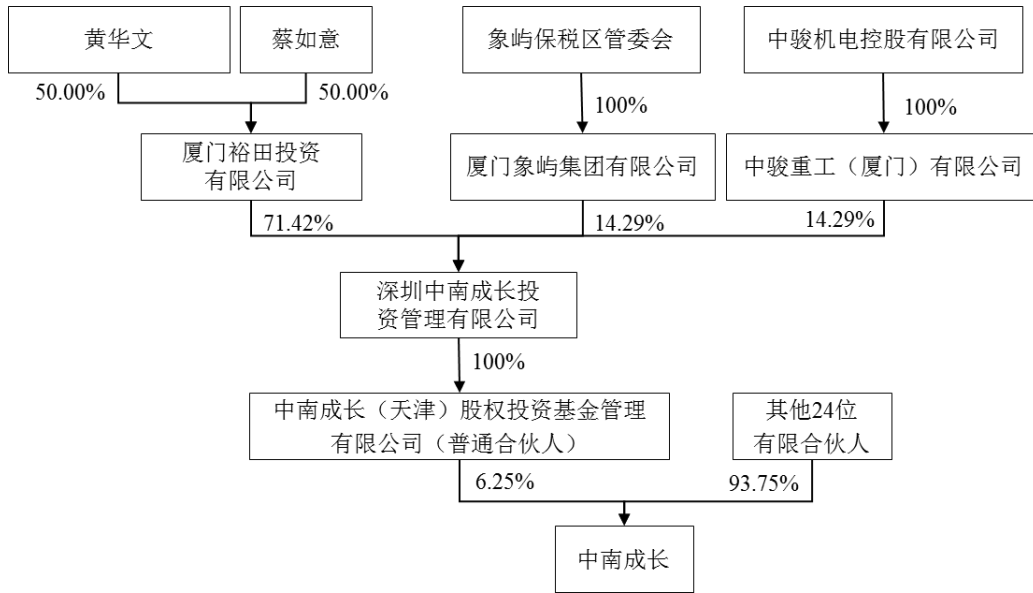 黄华文
蔡如意
象屿保税区管委会
中骏机电控股有限公司
50.00%
50.00%
100%
100%
厦门裕田投资
有限公司
厦门象屿集团有限公司
中骏重工（厦门）有限公司
71.42%
14.29%
14.29%
深圳中南成长投
资管理有限公司
100%
中南成长（天津）股权投资基金管理
有限公司（普通合伙人）
其他24位
有限合伙人
6.25%
93.75%
中南成长